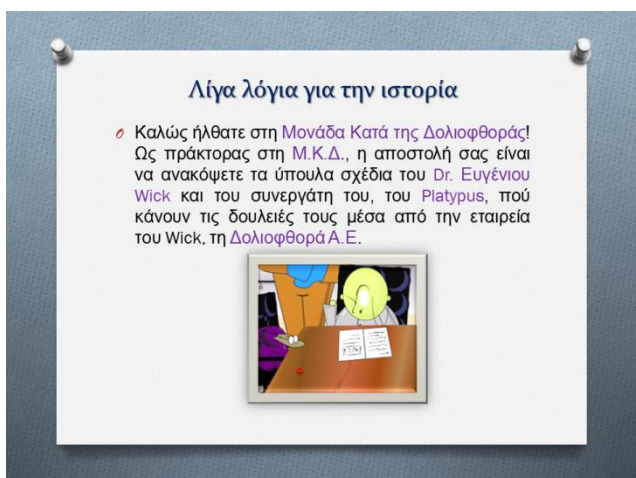 Λίγα λόγια για την ιστορία
Καλώς ήλθατε στη Μονάδα Κατά της Δολιοφθοράς!
Ως πράκτορας στη Μ.Κ.Δ., η αποστολή σας είναι
να ανακόψετε τα ύπουλα σχέδια του Dr. Ευγένιου
Wick και του συνεργάτη του, του Platypus, πού
κάνουν τις δουλειές τους μέσα από την εταιρεία
του Wick, τη Δολιοφθορά Α.Ε.